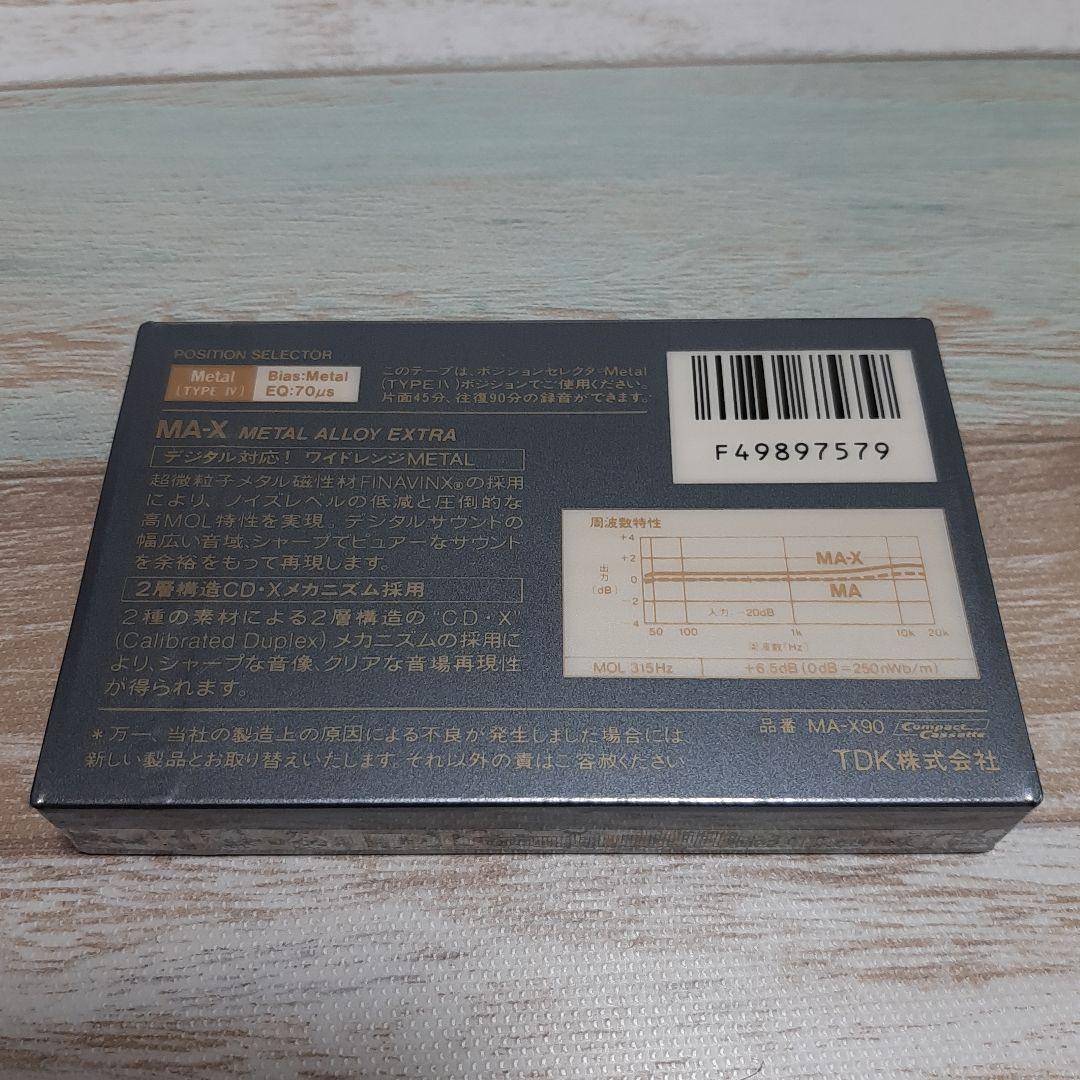 POSITION SELECTOR
Metal
(TYPE IV)
Bias:Metal
EQ:70μs
このテープは、ポジションセレクタ-Metal
(TYPE IV)ポジションでご使用ください。
片面45分、往復90分の録音ができます。
F49897579
MA-X METAL ALLOY EXTRA
デジタル対応！ ワイドレンジMETAL
超微粒子メタル磁性材FINAVINX®の採用
により、ノイズレベルの低減と圧倒的な
高MOL特性を実現。デジタルサウンドの
幅広い音域、シャープでピュアーなサウンド
を余裕をもって再現します。
2層構造CD・Xメカニズム採用
2種の素材による2層構造の"CD・X"
(Calibrated Duplex)メカニズムの採用に
より、シャープな音像、クリアな音場再現性
が得られます。
周波数特性
+4
+2
0
2
4
出力
(dB)
MA-X
MA
入力：-20dB
50 100 1k 10k 20k
周波数(Hz)
MOL 315Hz +6.5dB(0dB=250nWb/m)
*万一、当社の製造上の原因による不良が発生しました場合には
新しい製品とお取り替えいたします。それ以外の責はご容赦ください
品番 MA-X90 Compact Cassette
TDK株式会社